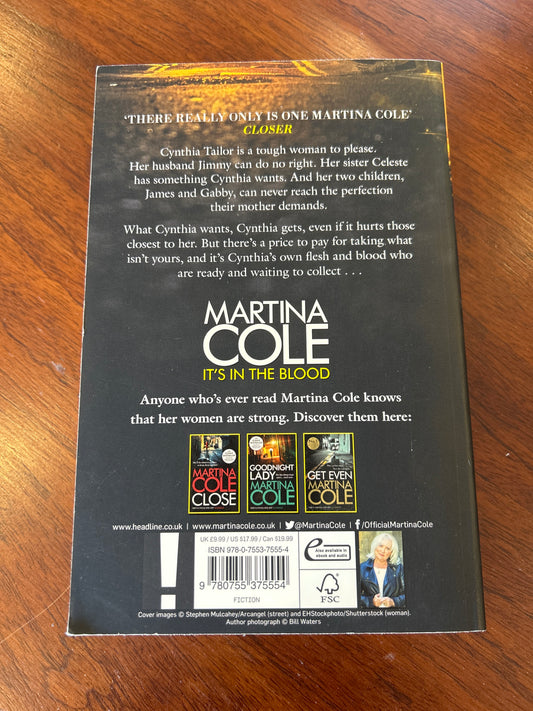 ‘THERE REALLY ONLY IS ONE MARTINA COLE’
CLOSER
Cynthia Tailor is a tough woman to please.
Her husband Jimmy can do no right. Her sister Celeste
has something Cynthia wants. And her two children,
James and Gabby, can never reach the perfection
their mother demands.
What Cynthia wants, Cynthia gets, even if it hurts those
closest to her. But there’s a price to pay for taking what
isn’t yours, and it’s Cynthia’s own flesh and blood who
are ready and waiting to collect . . .
MARTINA
COLE
IT’S IN THE BLOOD
Anyone who’s ever read Martina Cole knows
that her women are strong. Discover them here:
MARTINA
COLE
CLOSE
GOODNIGHT
LADY
MARTINA
COLE
GET EVEN
MARTINA
COLE
www.headline.co.uk | www.martinacole.co.uk | @MartinaCole | /OfficialMartinaCole
UK £9.99 / US $17.99 / Can $19.99
ISBN 978-0-7553-7555-4
9 780755 375554
FICTION
e
Also available in
ebook and audio
FSC
Cover images © Stephen Mulcahey/Arcangel (street) and EHStockphoto/Shutterstock (woman).
Author photograph © Bill Waters